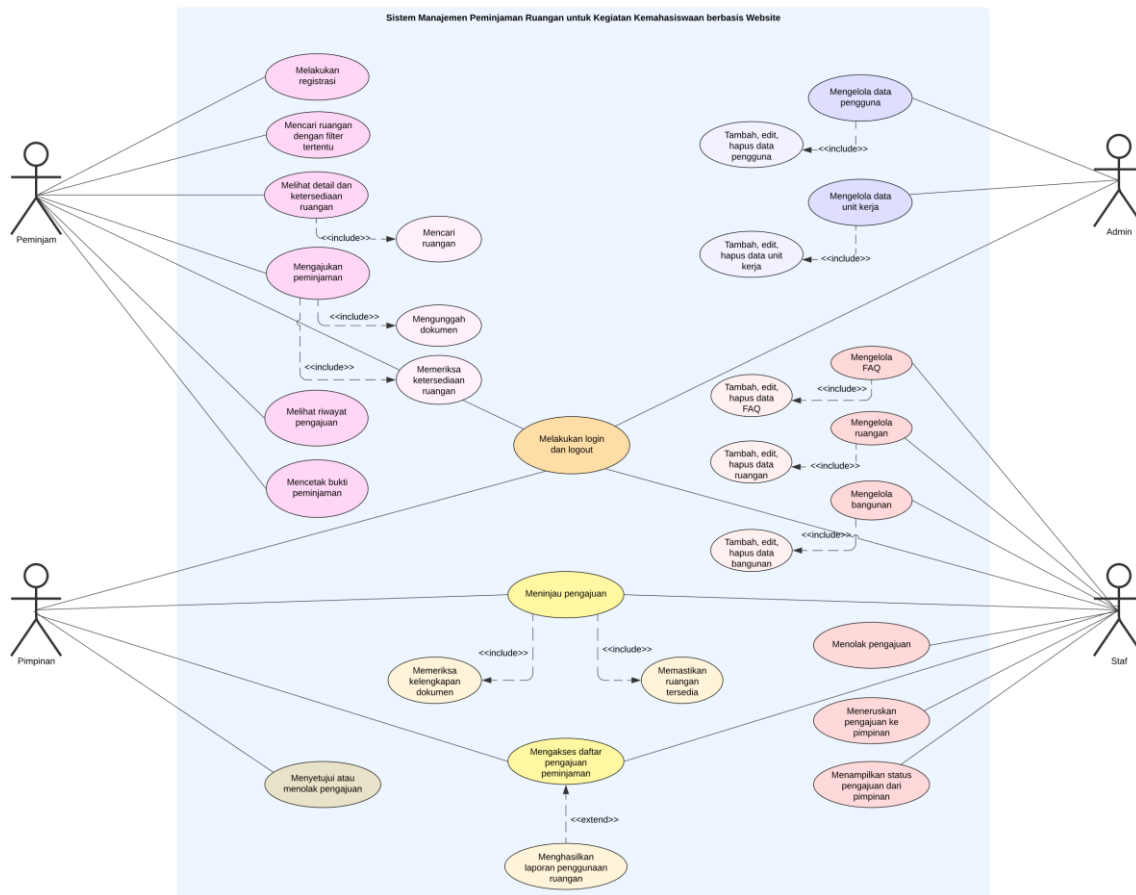 Sistem Manajemen Peminjaman Ruangan untuk Kegiatan Kemahasiswaan berbasis Website
Melakukan
registrasi
Mencari ruangan
dengan filter
tertentu
Melihat detail dan
ketersediaan
ruangan
<<include>>
Mencari
ruangan
Peminjam
Mengajukan
peminjaman
<<include>>
Mengunggah
dokumen
<<include>>
Memeriksa
ketersediaan
ruangan
Melihat riwayat
pengajuan
Mencetak bukti
peminjaman
Melakukan login
dan logout
Mengelola data
pengguna
Tambah, edit,
hapus data
pengguna
<<include>>
Mengelola data
unit kerja
Tambah, edit,
hapus data unit
kerja
<<include>>
Admin
Mengelola
FAQ
Tambah, edit,
hapus data
FAQ
<<include>>
Mengelola
ruangan
Tambah, edit,
hapus data
ruangan
<<include>>
Mengelola
bangunan
Tambah, edit,
hapus data
bangunan
<<include>>
Pimpinan
Meninjau pengajuan
<<include>>
<<include>>
Memeriksa
kelengkapan
dokumen
Memastikan
ruangan
tersedia
Menolak pengajuan
Staf
Meneruskan
pengajuan ke
pimpinan
Mengakses daftar
pengajuan
peminjaman
Menyetujui atau
menolak pengajuan
Menampilkan status
pengajuan dari
pimpinan
<<extend>>
Menghasilkan
laporan penggunaan
ruangan